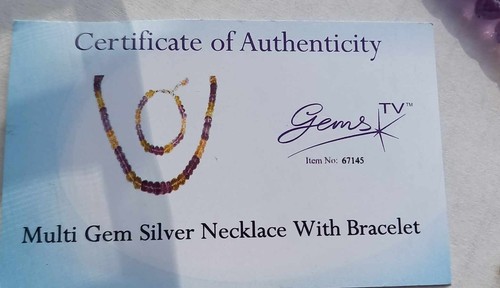 Certificate of Authenticity
Gems TV™
Item No: 67145
Multi Gem Silver Necklace With Bracelet